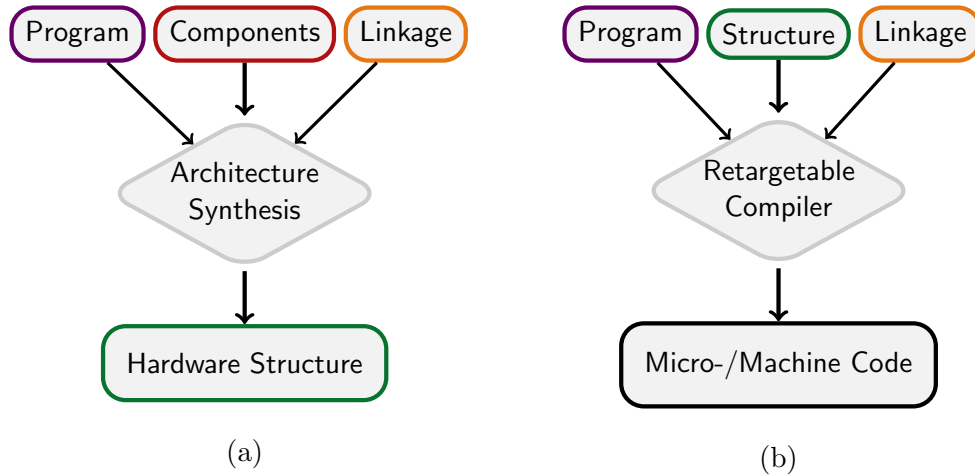 Program Components Linkage
Architecture
Synthesis
Hardware Structure
(a)
Program Structure Linkage
Retargetable
Compiler
Micro-/Machine Code
(b)